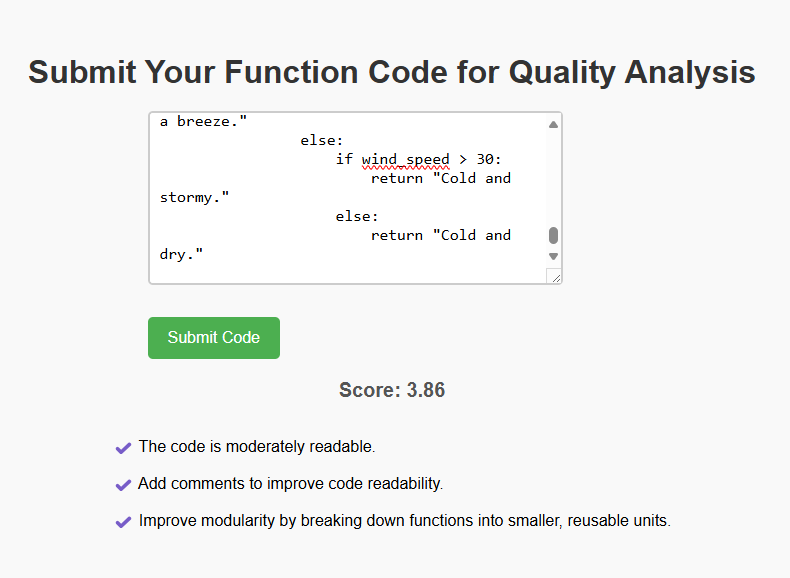 Submit Your Function Code for Quality Analysis
a breeze."
else:
if wind_speed > 30:
return "Cold and
stormy."
else:
return "Cold and
dry."
Submit Code
Score: 3.86
The code is moderately readable.
Add comments to improve code readability.
Improve modularity by breaking down functions into smaller, reusable units.